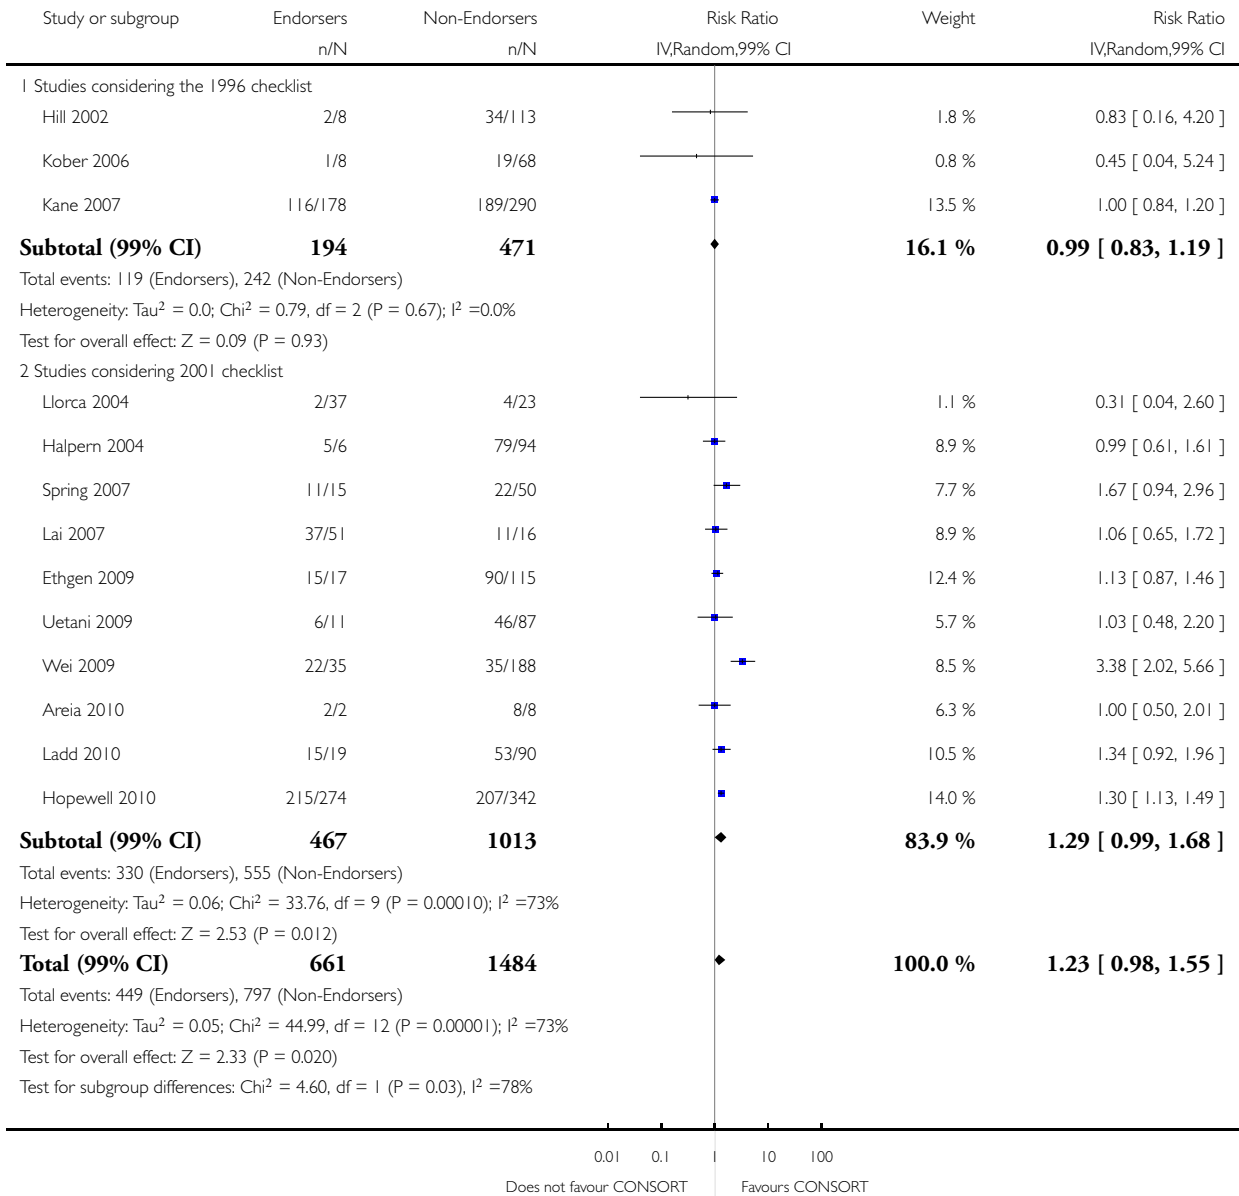 Study or subgroup Endorsers Non-Endorsers Risk Ratio Weight Risk Ratio
n/N n/N IV,Random,99% CI IV,Random,99% CI
1 Studies considering the 1996 checklist
Hill 2002 2/8 34/113 1.8 % 0.83 [ 0.16, 4.20 ]
Kober 2006 1/8 19/68 0.8 % 0.45 [ 0.04, 5.24 ]
Kane 2007 116/178 189/290 13.5 % 1.00 [ 0.84, 1.20 ]
Subtotal (99% CI) 194 471 16.1 % 0.99 [ 0.83, 1.19 ]
Total events: 119 (Endorsers), 242 (Non-Endorsers)
Heterogeneity: Tau² = 0.0; Chi² = 0.79, df = 2 (P = 0.67); I² =0.0%
Test for overall effect: Z = 0.09 (P = 0.93)
2 Studies considering 2001 checklist
Llorca 2004 2/37 4/23 1.1 % 0.31 [ 0.04, 2.60 ]
Halpern 2004 5/6 79/94 8.9 % 0.99 [ 0.61, 1.61 ]
Spring 2007 11/15 22/50 7.7 % 1.67 [ 0.94, 2.96 ]
Lai 2007 37/51 11/16 8.9 % 1.06 [ 0.65, 1.72 ]
Ethgen 2009 15/17 90/115 12.4 % 1.13 [ 0.87, 1.46 ]
Uetani 2009 6/11 46/87 5.7 % 1.03 [ 0.48, 2.20 ]
Wei 2009 22/35 35/188 8.5 % 3.38 [ 2.02, 5.66 ]
Areia 2010 2/2 8/8 6.3 % 1.00 [ 0.50, 2.01 ]
Ladd 2010 15/19 53/90 10.5 % 1.34 [ 0.92, 1.96 ]
Hopewell 2010 215/274 207/342 14.0 % 1.30 [ 1.13, 1.49 ]
Subtotal (99% CI) 467 1013 83.9 % 1.29 [ 0.99, 1.68 ]
Total events: 330 (Endorsers), 555 (Non-Endorsers)
Heterogeneity: Tau² = 0.06; Chi² = 33.76, df = 9 (P = 0.00010); I² =73%
Test for overall effect: Z = 2.53 (P = 0.012)
Total (99% CI) 661 1484 100.0 % 1.23 [ 0.98, 1.55 ]
Total events: 449 (Endorsers), 797 (Non-Endorsers)
Heterogeneity: Tau² = 0.05; Chi² = 44.99, df = 12 (P = 0.00001); I² =73%
Test for overall effect: Z = 2.33 (P = 0.020)
Test for subgroup differences: Chi² = 4.60, df = 1 (P = 0.03), I² =78%
0.01 0.1 1 10 100
Does not favour CONSORT Favours CONSORT